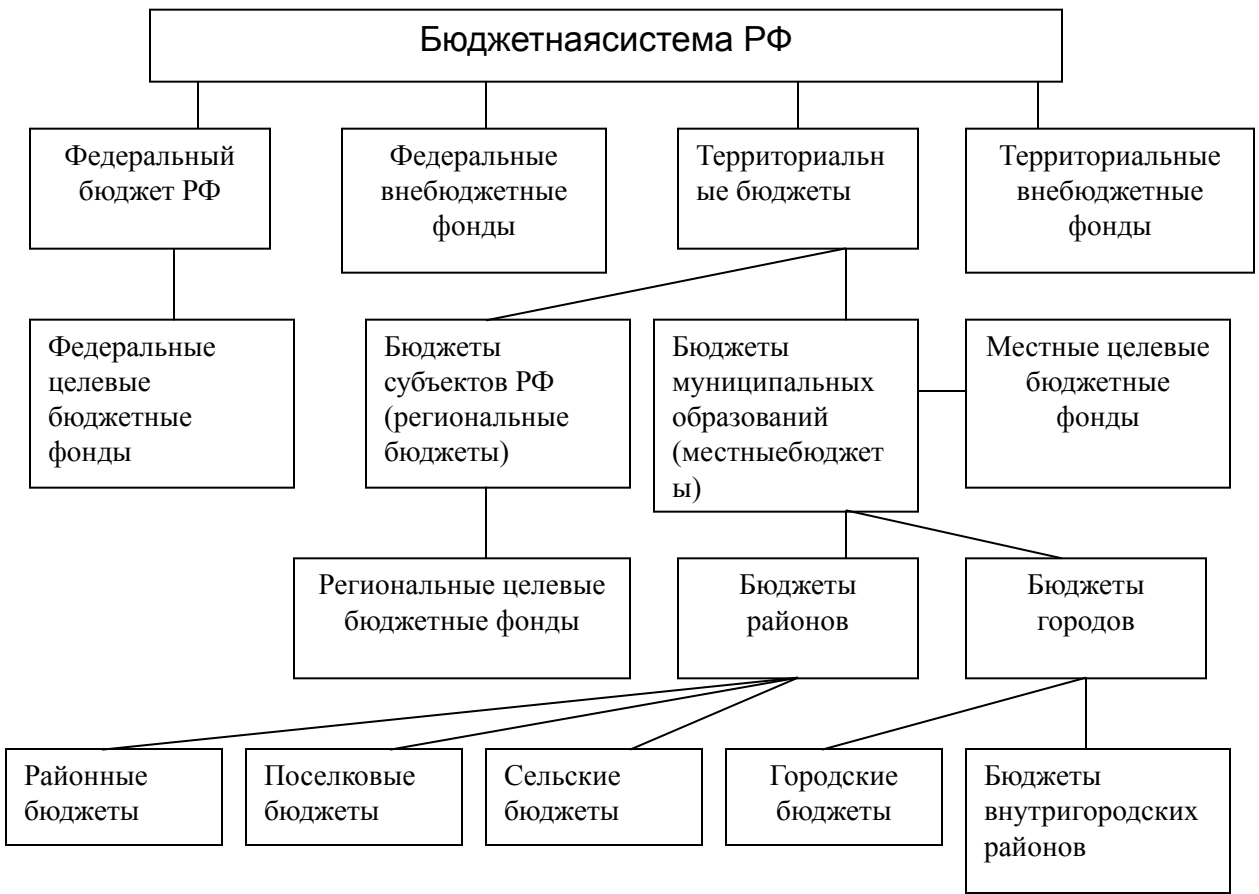 Бюджетнаясистема РФ
Федеральный
бюджет РФ
Федеральные
внебюджетные
фонды
Территориальн
ые бюджеты
Территориальные
внебюджетные
фонды
Федеральные
целевые
бюджетные
фонды
Бюджеты
субъектов РФ
(региональные
бюджеты)
Бюджеты
муниципальных
образований
(местныебюджет
ы)
Местные целевые
бюджетные
фонды
Региональные целевые
бюджетные фонды
Бюджеты
районов
Бюджеты
городов
Районные
бюджеты
Поселковые
бюджеты
Сельские
бюджеты
Городские
бюджеты
Бюджеты
внутригородских
районов